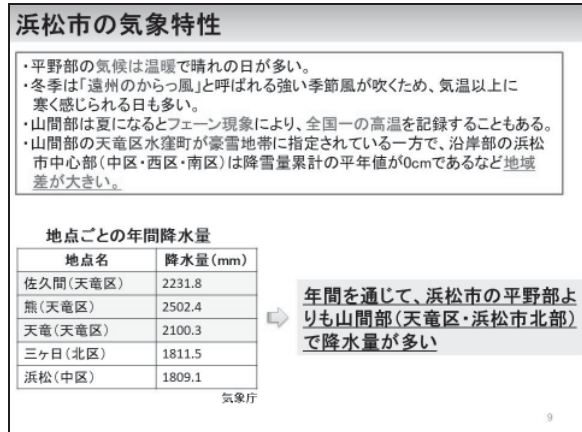 浜松市の気象特性
・平野部の気候は温暖で晴れの日が多い。
・冬季は「遠州のからっ風」と呼ばれる強い季節風が吹くため、気温以上に
寒く感じられる日も多い。
・山間部は夏になるとフェーン現象により、全国一の高温を記録することもある。
・山間部の天竜区水窪町が豪雪地帯に指定されている一方で、沿岸部の浜松
市中心部(中区・西区・南区)は降雪量累計の平年値が0cmであるなど地域
差が大きい。
地点ごとの年間降水量
地点名 降水量(mm)
佐久間(天竜区) 2231.8
熊(天竜区) 2502.4
天竜(天竜区) 2100.3
三ヶ日(北区) 1811.5
浜松(中区) 1809.1
気象庁
年間を通じて、浜松市の平野部よ
りも山間部(天竜区・浜松市北部)
で降水量が多い
9